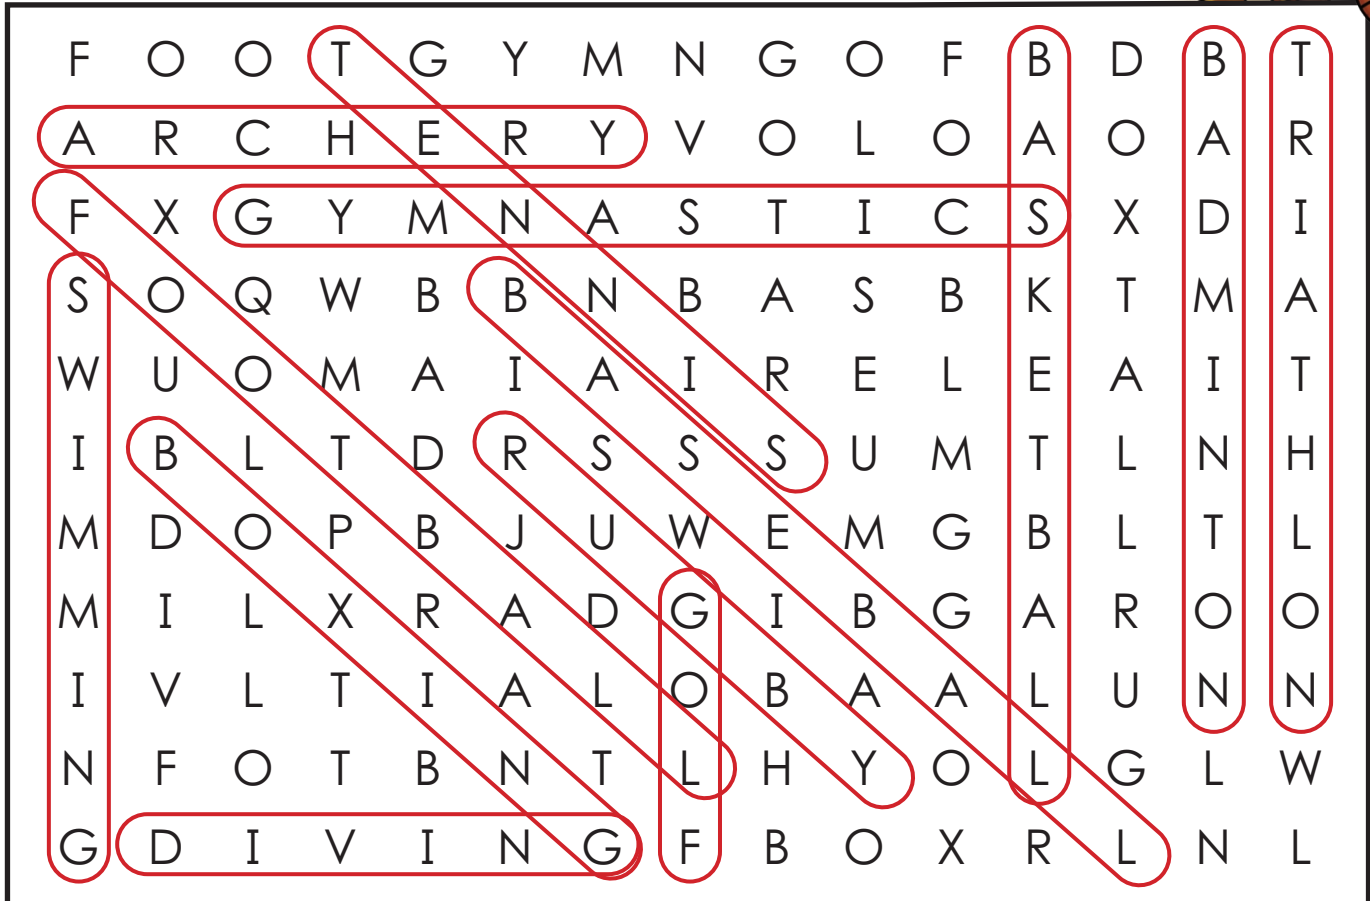 F O O T G Y M N G O F B D B T
A R C H E R Y V O L O A O A R
F X G Y M N A S T I C S X D I
S O Q W B B N B A S B K T M A
W U O M A I A I R E L E A I T
I B L T D R S S S U M T L N H
M D O P B J U W E M G B L T L
M I L X R A D G I B G A R O O
I V L T I A L O B A A L U N N
N F O T B N T L H Y O L G L W
G D I V I N G F B O X R L N L